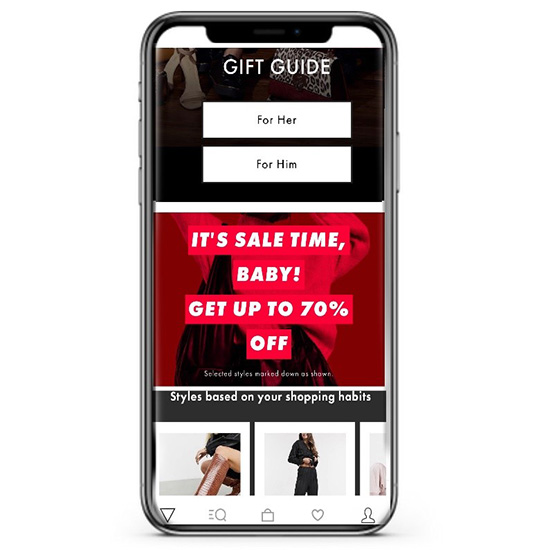 GIFT GUIDE
For Her
For Him
IT'S SALE TIME,
BABY!
GET UP TO 70%
OFF
Selected styles marked down as shown.
Styles based on your shopping habits